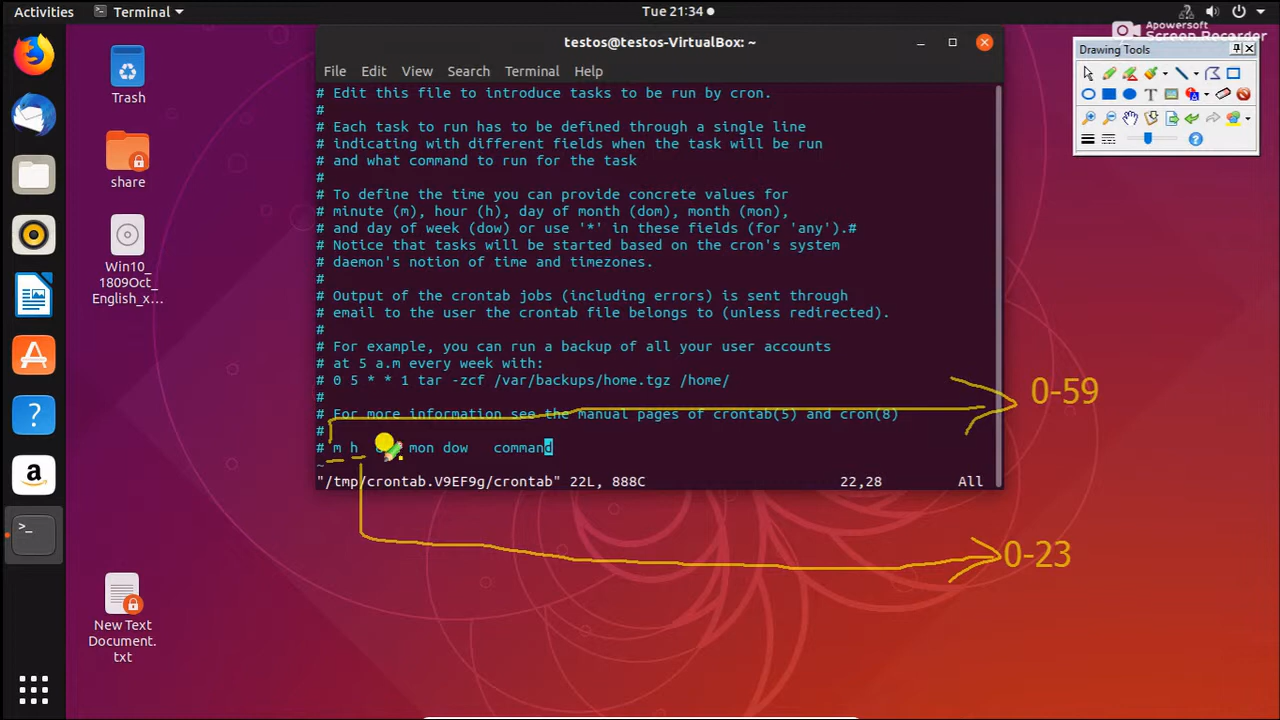 Activities Terminal Tue 21:34
Apowersoft
Screen Recorder
testos@testos-VirtualBox: ~
Drawing Tools
File Edit View Search Terminal Help
# Edit this file to introduce tasks to be run by cron.
#
# Each task to run has to be defined through a single line
# indicating with different fields when the task will be run
# and what command to run for the task
#
# To define the time you can provide concrete values for
# minute (m), hour (h), day of month (dom), month (mon),
# and day of week (dow) or use '*' in these fields (for 'any').#
# Notice that tasks will be started based on the cron's system
# daemon's notion of time and timezones.
#
# Output of the crontab jobs (including errors) is sent through
# email to the user the crontab file belongs to (unless redirected).
#
# For example, you can run a backup of all your user accounts
# at 5 a.m every week with:
# 0 5 * * 1 tar -zcf /var/backups/home.tgz /home/
#
# For more information see the manual pages of crontab(5) and cron(8)
#
# m h mon dow command
~
"/tmp/crontab.V9EF9g/crontab" 22L, 888C 22,28 All
0-59
0-23
Trash
share
Win10_
1809Oct_
English_x...
New Text
Document.
txt